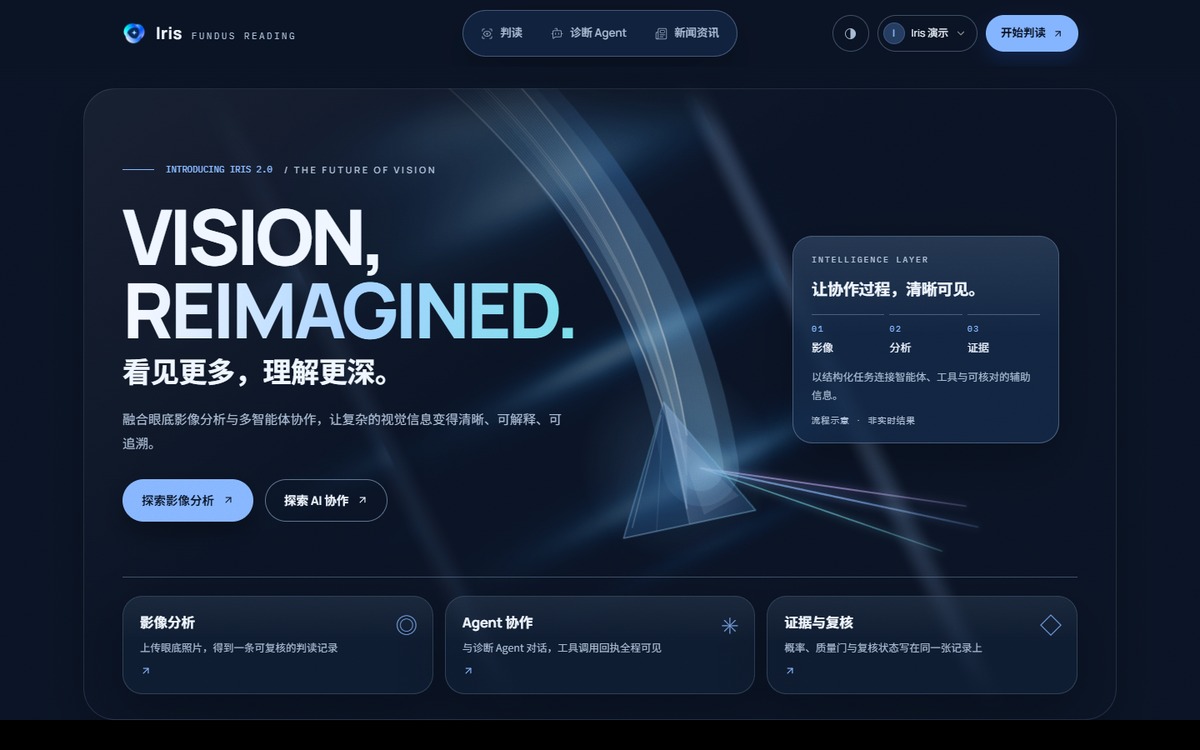 Iris FUNDUS READING
判读
诊断 Agent
新闻资讯
I Iris 演示
开始判读
INTRODUCING IRIS 2.0 / THE FUTURE OF VISION
VISION,
REIMAGINED.
看见更多，理解更深。
融合眼底影像分析与多智能体协作，让复杂的视觉信息变得清晰、可解释、可
追溯。
探索影像分析
探索 AI 协作
INTELLIGENCE LAYER
让协作过程，清晰可见。
01 02 03
影像 分析 证据
以结构化任务连接智能体、工具与可核对的辅助
信息。
流程示意 · 非实时结果
影像分析
上传眼底照片，得到一条可复核的判读记录
Agent 协作
与诊断 Agent 对话，工具调用回执全程可见
证据与复核
概率、质量门与复核状态写在同一张记录上